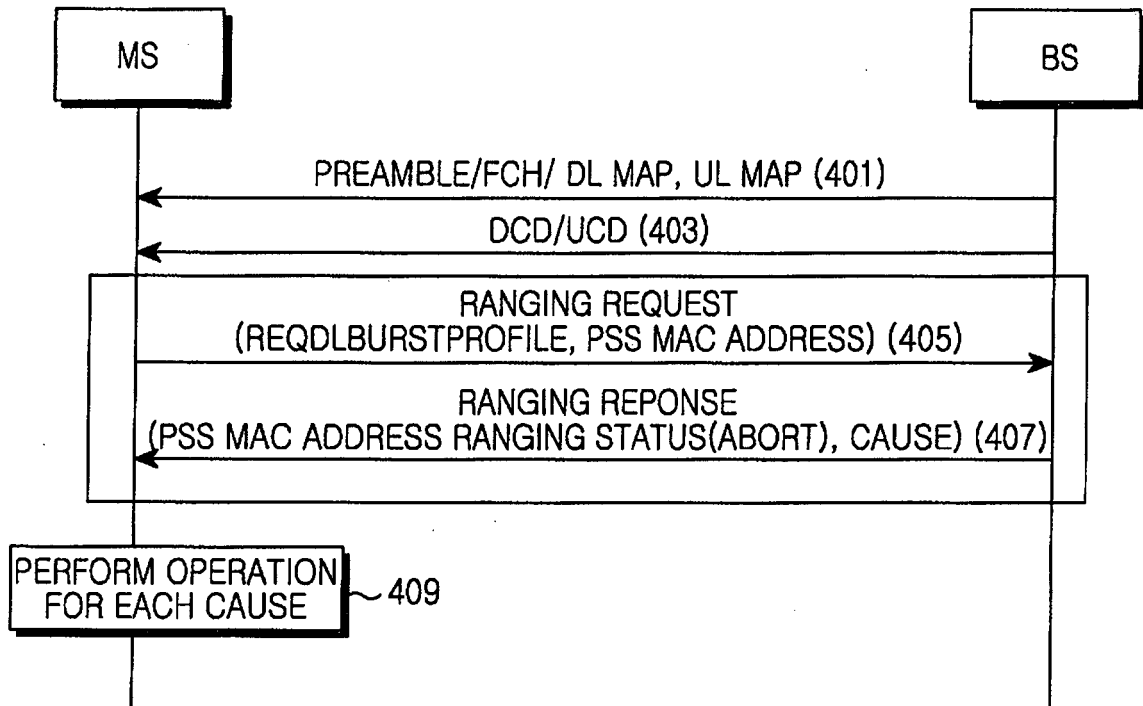 MS
BS
PREAMBLE/FCH/ DL MAP, UL MAP (401)
DCD/UCD (403)
RANGING REQUEST
(REQDLBURSTPROFILE, PSS MAC ADDRESS) (405)
RANGING REPONSE
(PSS MAC ADDRESS RANGING STATUS(ABORT), CAUSE) (407)
PERFORM OPERATION
FOR EACH CAUSE
409